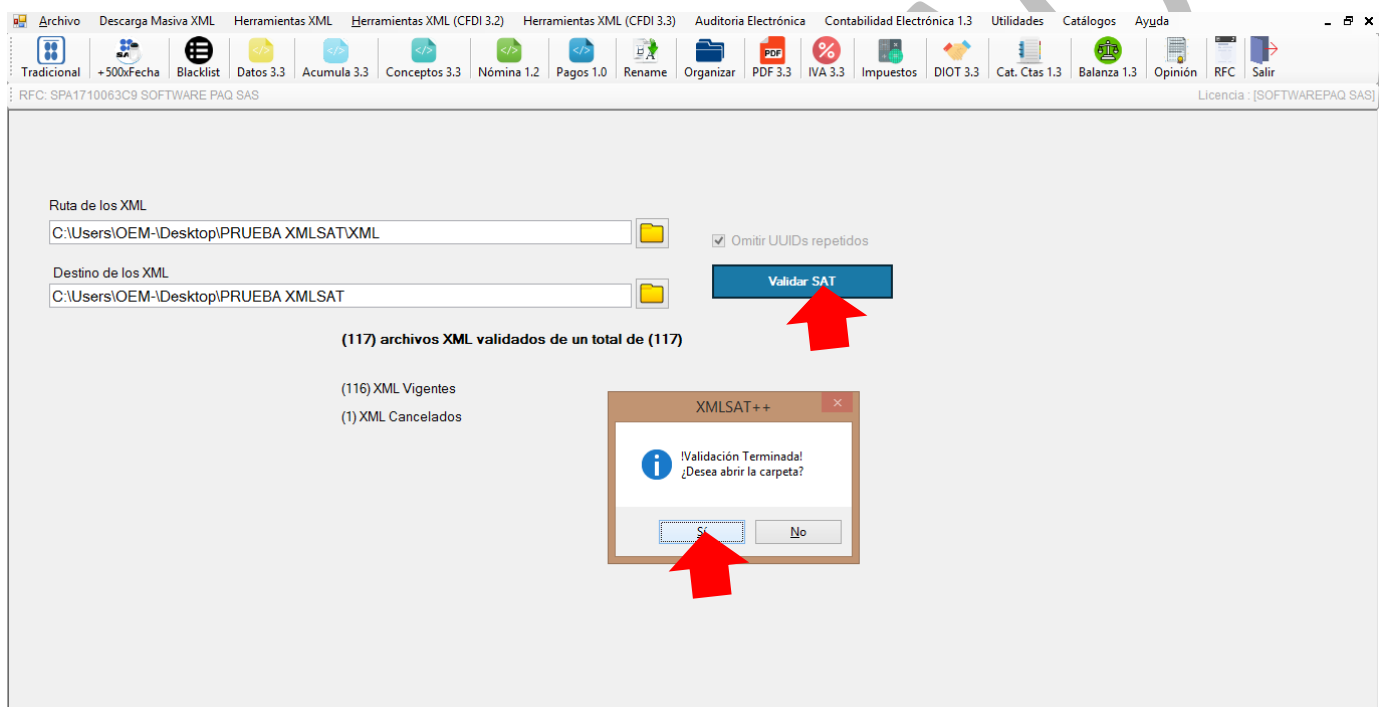 Archivo Descarga Masiva XML Herramientas XML Herramientas XML (CFDI 3.2) Herramientas XML (CFDI 3.3) Auditoria Electrónica Contabilidad Electrónica 1.3 Utilidades Catálogos Ayuda
PDF
Tradicional +500xFecha Blacklist Datos 3.3 Acumula 3.3 Conceptos 3.3 Nómina 1.2 Pagos 1.0 Rename Organizar PDF 3.3 IVA 3.3 Impuestos DIOT 3.3 Cat. Ctas 1.3 Balanza 1.3 Opinión RFC Salir
RFC: SPA1710063C9 SOFTWARE PAQ SAS Licencia : [SOFTWAREPAQ SAS]
Ruta de los XML
C:\Users\OEM-\Desktop\PRUEBA XMLSAT\XML
Omitir UUIDs repetidos
Destino de los XML
Validar SAT
C:\Users\OEM-\Desktop\PRUEBA XMLSAT
(117) archivos XML validados de un total de (117)
(116) XML Vigentes
(1) XML Cancelados
XMLSAT++
!Validación Terminada!
¿Desea abrir la carpeta?
No